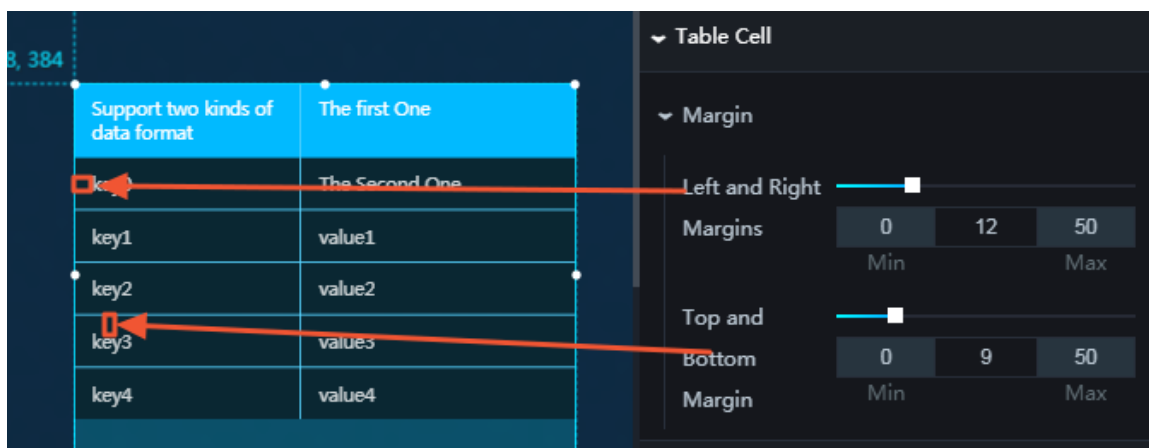 8, 384
Support two kinds of
data format
The first One
key0
The Second One
key1
value1
key2
value2
key3
value3
key4
value4
Table Cell
Margin
Left and Right
Margins
0
12
50
Min
Max
Top and
Bottom
Margin
0
9
50
Min
Max